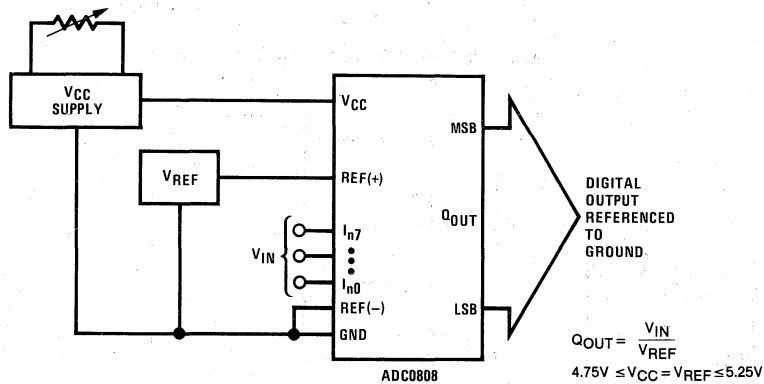 VCC
SUPPLY
VREF
VIN
VCC
REF(+)
In7
In0
REF(−)
GND
MSB
QOUT
LSB
ADC0808
DIGITAL
OUTPUT
REFERENCED
TO
GROUND
QOUT = VIN / VREF
4.75V ≤ VCC = VREF ≤ 5.25V